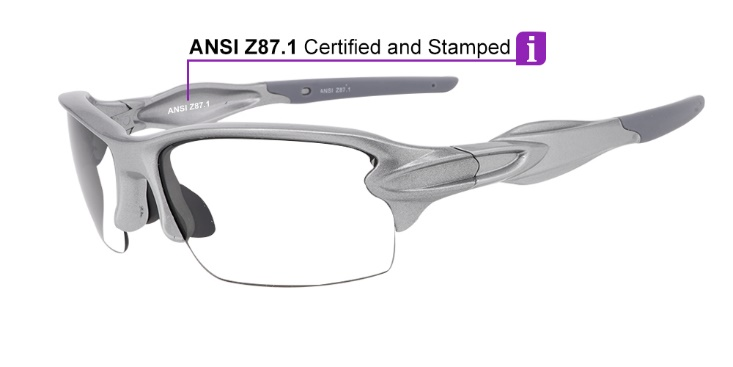 ANSI Z87.1 Certified and Stamped i
ANSI Z87.1
ANSI Z87.1